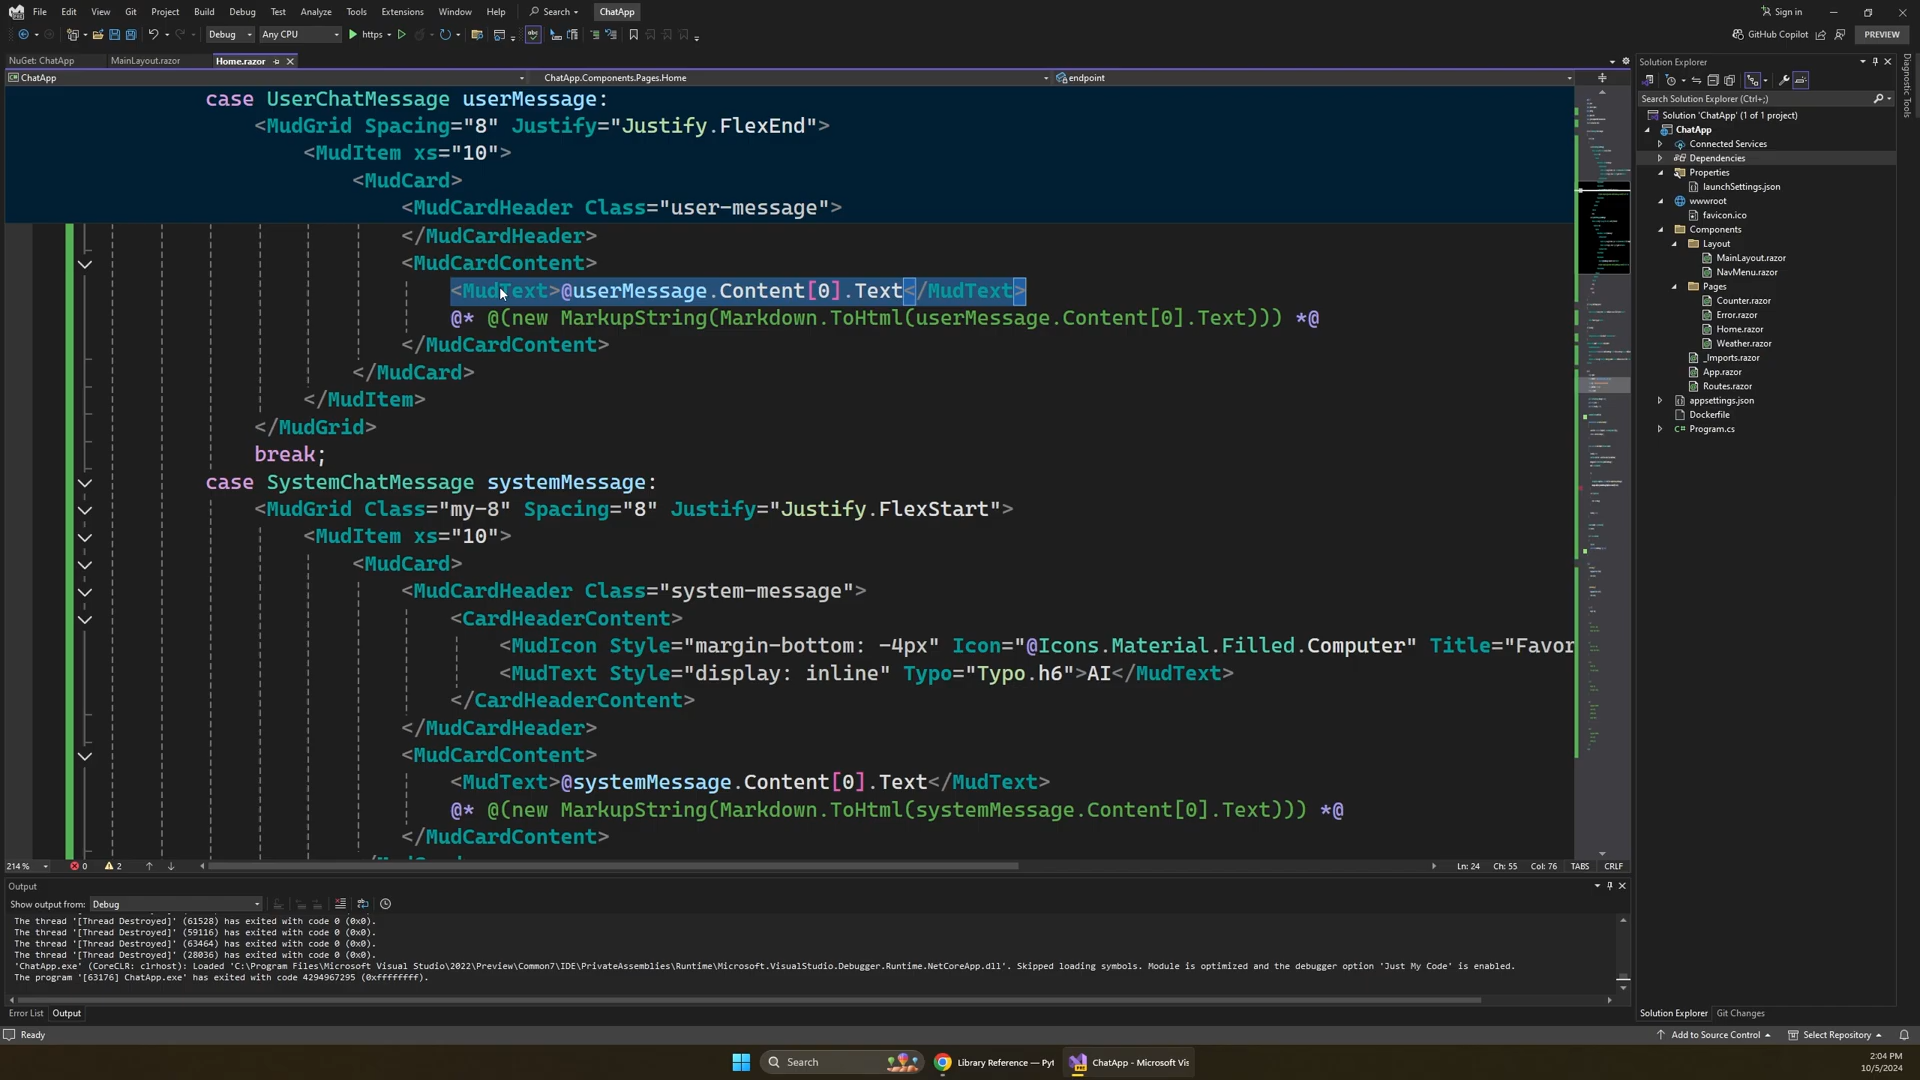 File Edit View Git Project Build Debug Test Analyze Tools Extensions Window Help Search ChatApp Sign in
Debug Any CPU https GitHub Copilot PREVIEW
NuGet: ChatApp MainLayout.razor Home.razor
ChatApp ChatApp.Components.Pages.Home endpoint
case UserChatMessage userMessage:
<MudGrid Spacing="8" Justify="Justify.FlexEnd">
<MudItem xs="10">
<MudCard>
<MudCardHeader Class="user-message">
</MudCardHeader>
<MudCardContent>
<MudText>@userMessage.Content[0].Text</MudText>
@* @(new MarkupString(Markdown.ToHtml(userMessage.Content[0].Text))) *@
</MudCardContent>
</MudCard>
</MudItem>
</MudGrid>
break;
case SystemChatMessage systemMessage:
<MudGrid Class="my-8" Spacing="8" Justify="Justify.FlexStart">
<MudItem xs="10">
<MudCard>
<MudCardHeader Class="system-message">
<CardHeaderContent>
<MudIcon Style="margin-bottom: -4px" Icon="@Icons.Material.Filled.Computer" Title="Favor
<MudText Style="display: inline" Typo="Typo.h6">AI</MudText>
</CardHeaderContent>
</MudCardHeader>
<MudCardContent>
<MudText>@systemMessage.Content[0].Text</MudText>
@* @(new MarkupString(Markdown.ToHtml(systemMessage.Content[0].Text))) *@
</MudCardContent>
214 % 0 2 Ln: 24 Ch: 55 Col: 76 TABS CRLF
Output
Show output from: Debug
The thread '[Thread Destroyed]' (61528) has exited with code 0 (0x0).
The thread '[Thread Destroyed]' (59116) has exited with code 0 (0x0).
The thread '[Thread Destroyed]' (63464) has exited with code 0 (0x0).
The thread '[Thread Destroyed]' (28036) has exited with code 0 (0x0).
'ChatApp.exe' (CoreCLR: clrhost): Loaded 'C:\Program Files\Microsoft Visual Studio\2022\Preview\Common7\IDE\PrivateAssemblies\Runtime\Microsoft.VisualStudio.Debugger.Runtime.NetCoreApp.dll'. Skipped loading symbols. Module is optimized and the debugger option 'Just My Code' is enabled.
The program '[63176] ChatApp.exe' has exited with code 4294967295 (0xffffffff).
Error List Output
Ready
Solution Explorer
Search Solution Explorer (Ctrl+;)
Solution 'ChatApp' (1 of 1 project)
ChatApp
Connected Services
Dependencies
Properties
launchSettings.json
wwwroot
favicon.ico
Components
Layout
MainLayout.razor
NavMenu.razor
Pages
Counter.razor
Error.razor
Home.razor
Weather.razor
_Imports.razor
App.razor
Routes.razor
appsettings.json
Dockerfile
Program.cs
Solution Explorer Git Changes
Add to Source Control Select Repository
Diagnostic Tools
Search Library Reference — Pyt ChatApp - Microsoft Vis
2:04 PM
10/5/2024